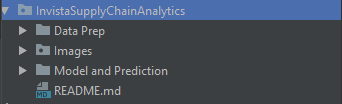 InvistaSupplyChainAnalytics
Data Prep
Images
Model and Prediction
README.md